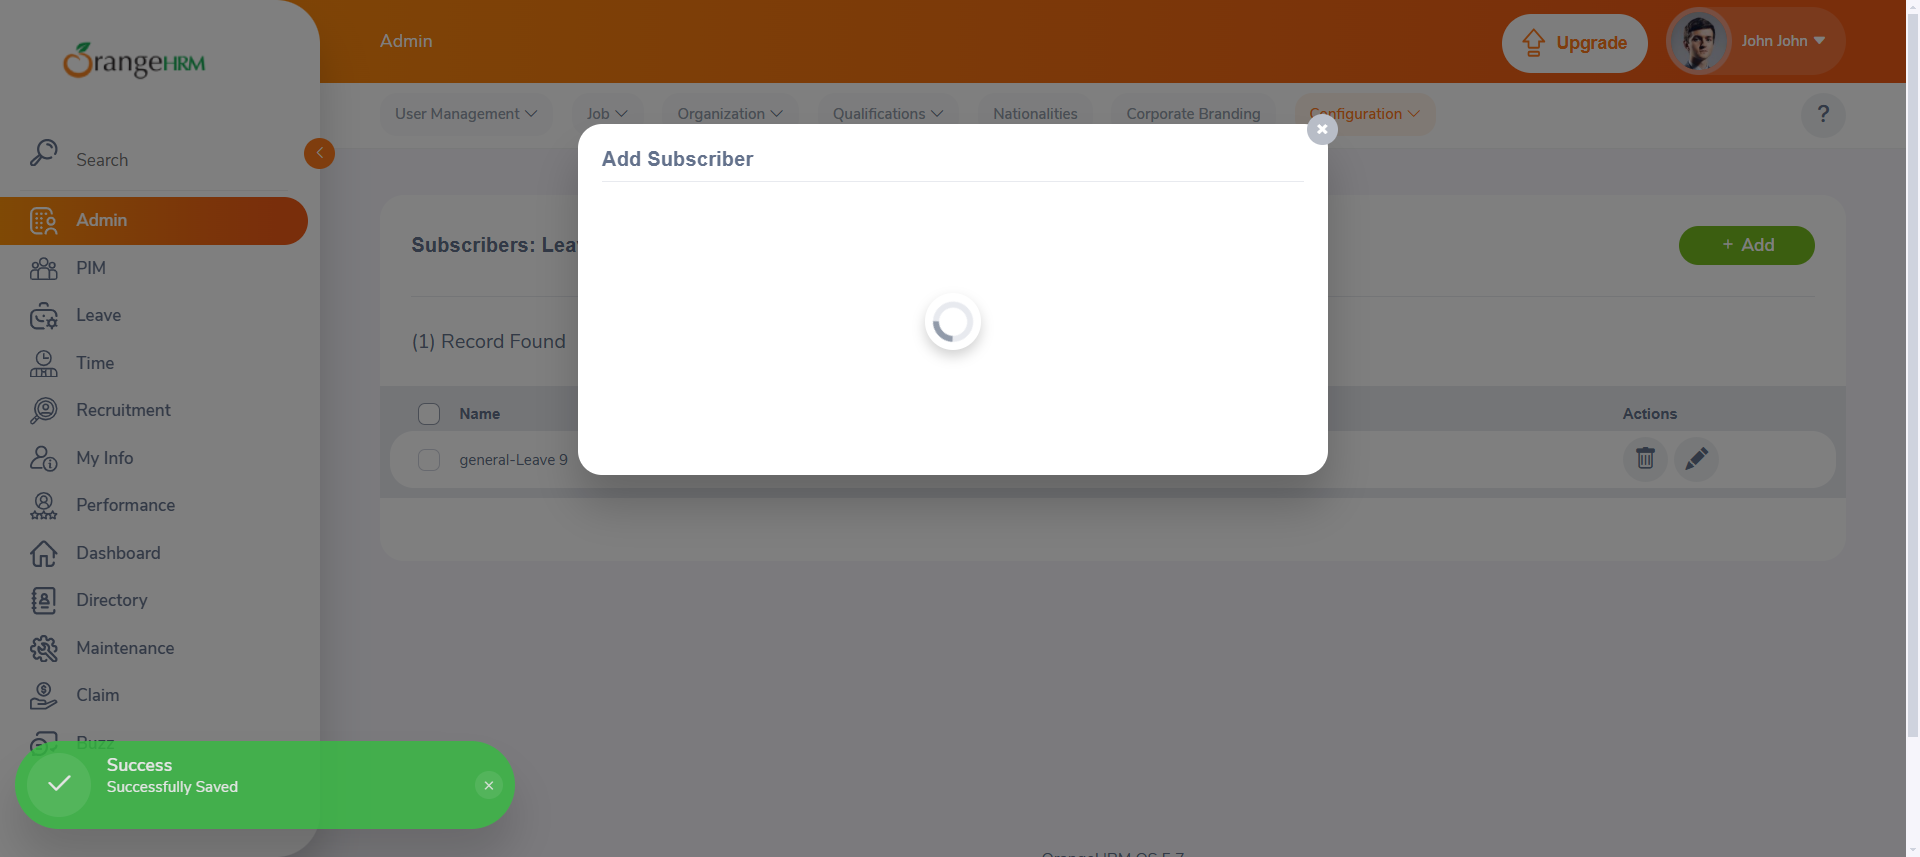 OrangeHRM
Admin
Upgrade
John John
User Management
Job
Organization
Qualifications
Nationalities
Corporate Branding
Configuration
?
Search
Admin
PIM
Leave
Time
Recruitment
My Info
Performance
Dashboard
Directory
Maintenance
Claim
Buzz
Add Subscriber
Subscribers: Lea
+ Add
(1) Record Found
Name
Actions
general-Leave 9
Success
Successfully Saved
OrangeHRM OS 5.7